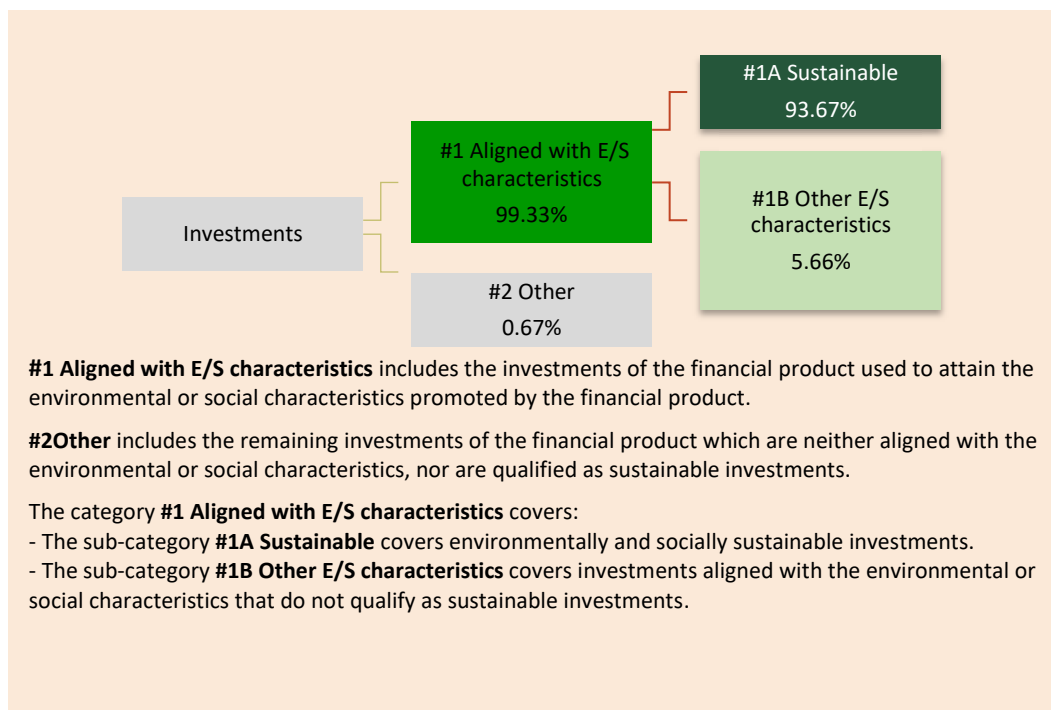 #1A Sustainable
93.67%
#1 Aligned with E/S
characteristics
99.33%
#1B Other E/S
characteristics
5.66%
Investments
#2 Other
0.67%
#1 Aligned with E/S characteristics includes the investments of the financial product used to attain the
environmental or social characteristics promoted by the financial product.
#2Other includes the remaining investments of the financial product which are neither aligned with the
environmental or social characteristics, nor are qualified as sustainable investments.
The category #1 Aligned with E/S characteristics covers:
- The sub-category #1A Sustainable covers environmentally and socially sustainable investments.
- The sub-category #1B Other E/S characteristics covers investments aligned with the environmental or
social characteristics that do not qualify as sustainable investments.